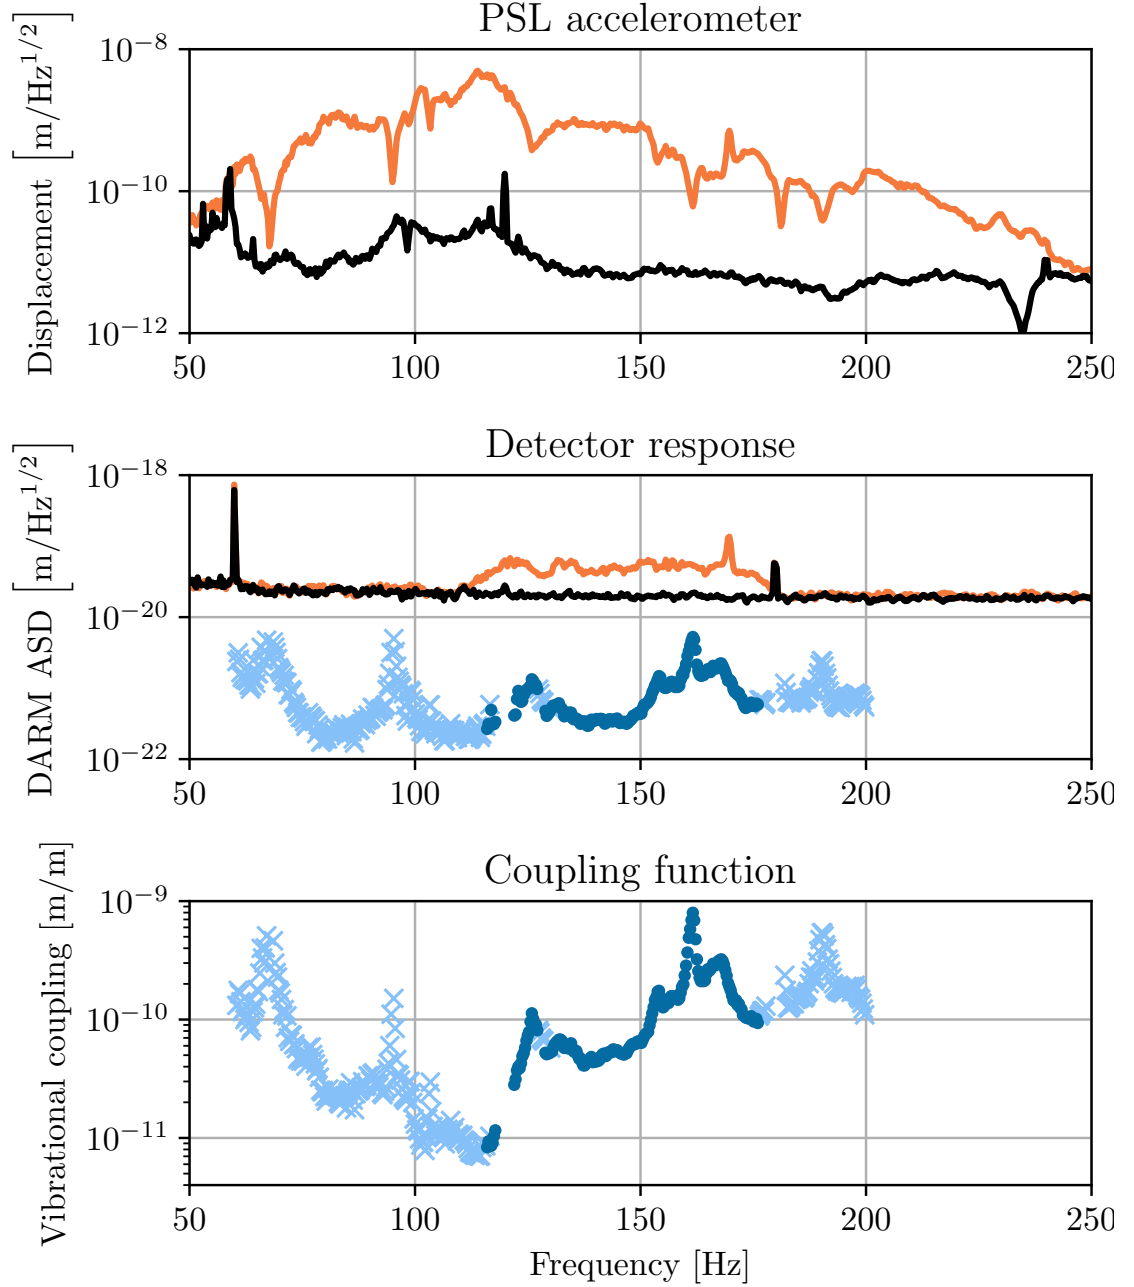 PSL accelerometer
Displacement [m/Hz^{1/2}]
10^{-8}
10^{-10}
10^{-12}
50 100 150 200 250
Detector response
DARM ASD [m/Hz^{1/2}]
10^{-18}
10^{-20}
10^{-22}
50 100 150 200 250
Coupling function
Vibrational coupling [m/m]
10^{-9}
10^{-10}
10^{-11}
50 100 150 200 250
Frequency [Hz]